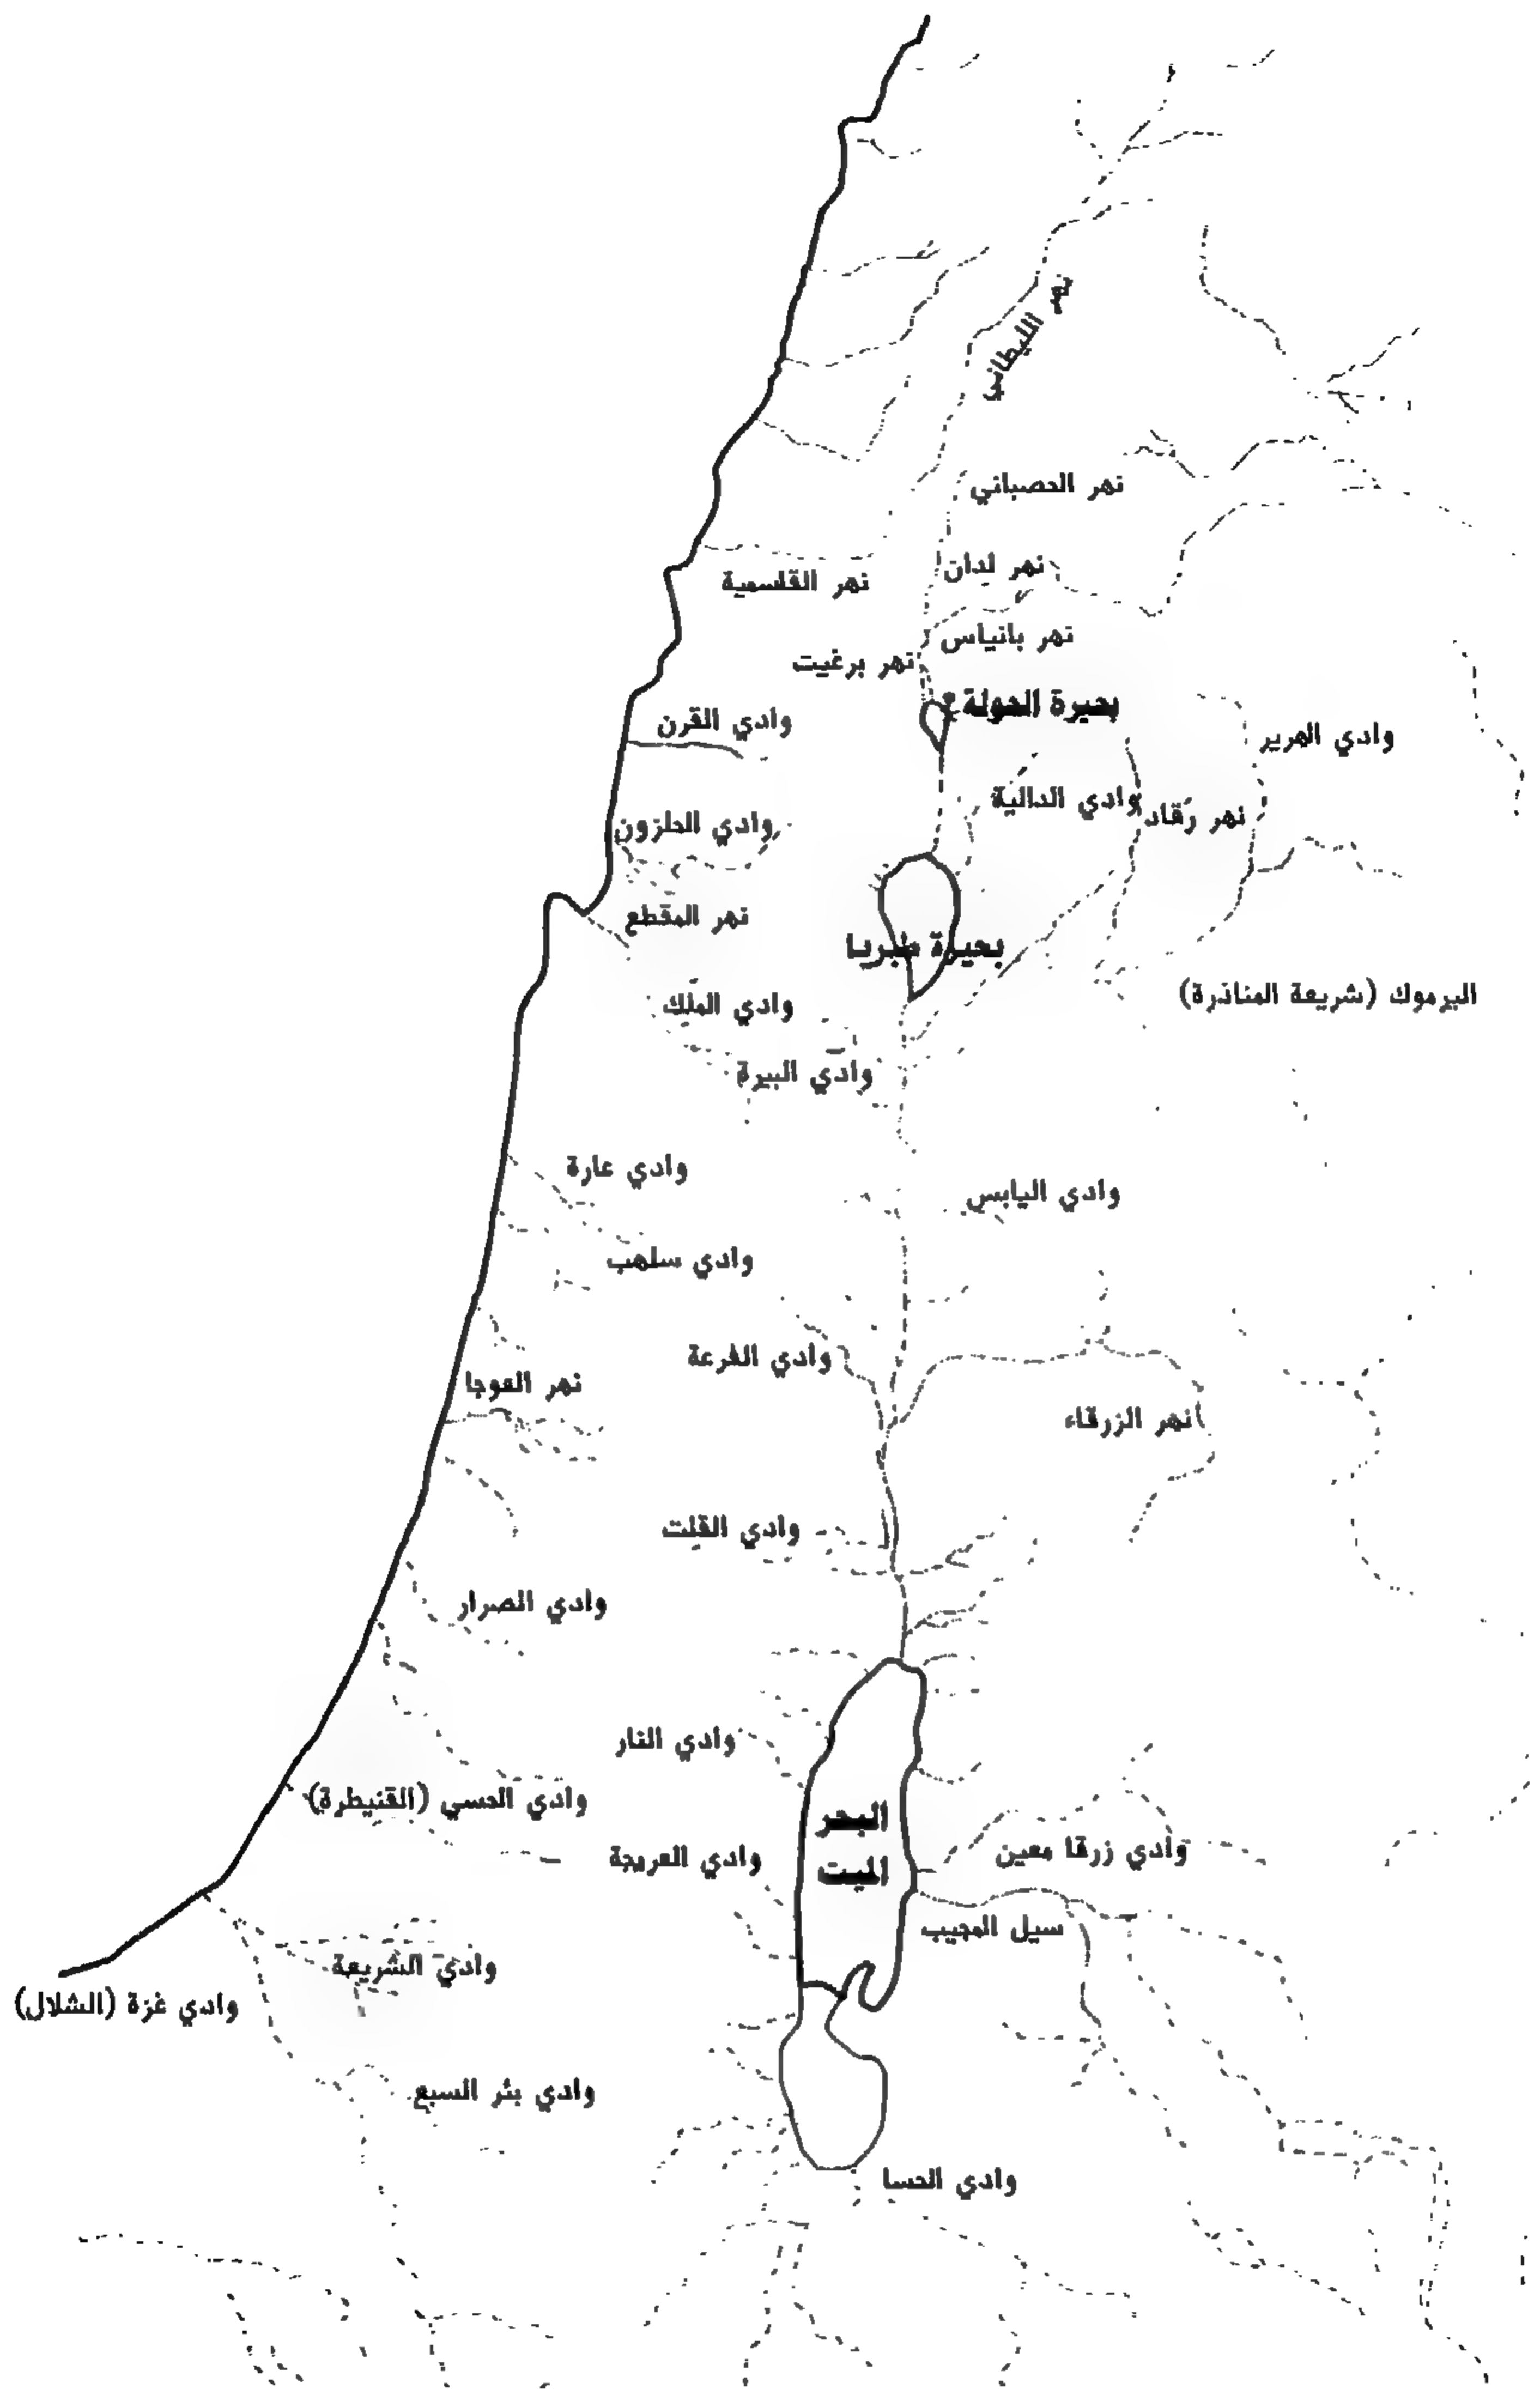 نهر الليطاني
نهر الحصباني
نهر لدان
نهر القلسمية
نهر بانياس
نهر برغيت
بحيرة الحولة
وادي القرن
وادي الهرير
وادي الدالية
نهر رقاد
وادي الحلزون
نهر المقطع
بحيرة طبريا
اليرموك (شريعة المناذرة)
وادي الملك
وادي البيرة
وادي عارة
وادي اليابس
وادي سلهب
وادي الفرعة
نهر العوجا
نهر الزرقاء
وادي القلت
وادي الصرار
وادي النار
وادي الحسي (القنيطرة)
البحر
الميت
وادي زرقا معين
وادي العريجة
سيل الموجيب
وادي الشريعة
وادي غزة (الشلال)
وادي بئر السبع
وادي الحسا